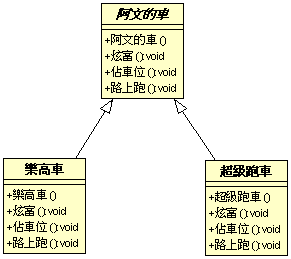 阿文的車
+阿文的車()
+炫富():void
+佔車位():void
+路上跑():void
樂高車
+樂高車()
+炫富():void
+佔車位():void
+路上跑():void
超級跑車
+超級跑車()
+炫富():void
+佔車位():void
+路上跑():void